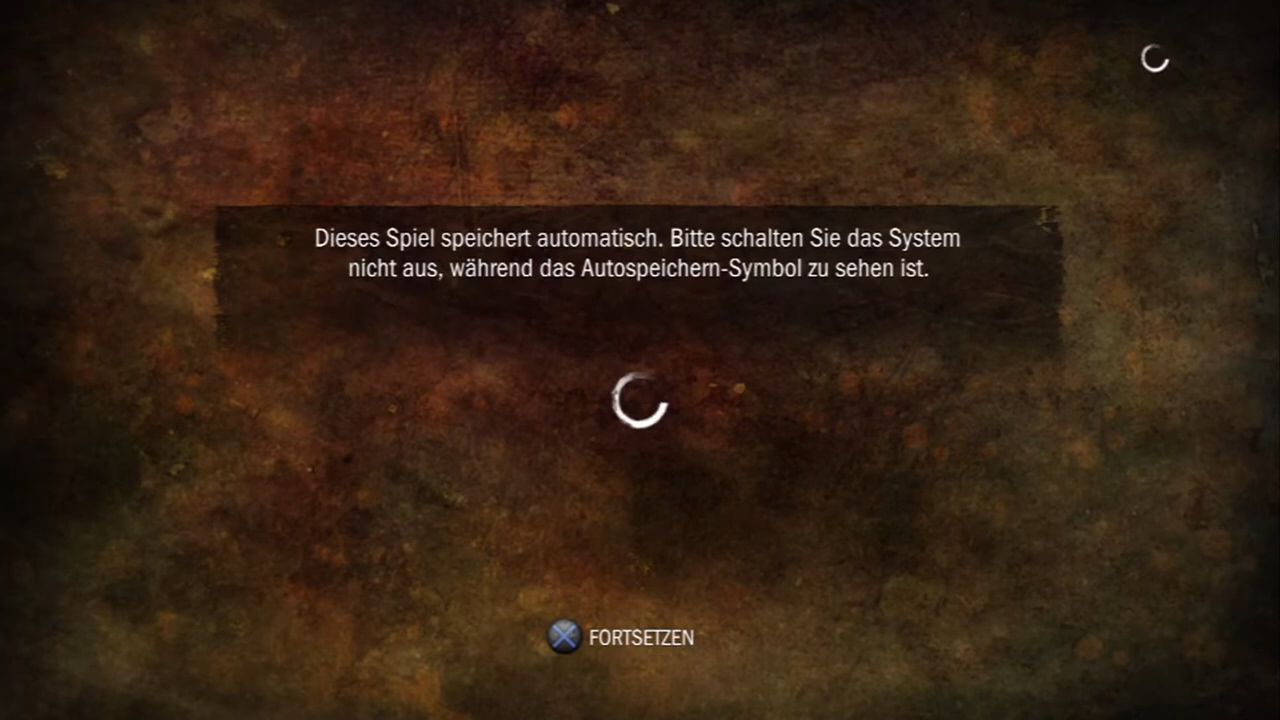 Dieses Spiel speichert automatisch. Bitte schalten Sie das System
nicht aus, während das Autospeichern-Symbol zu sehen ist.
FORTSETZEN